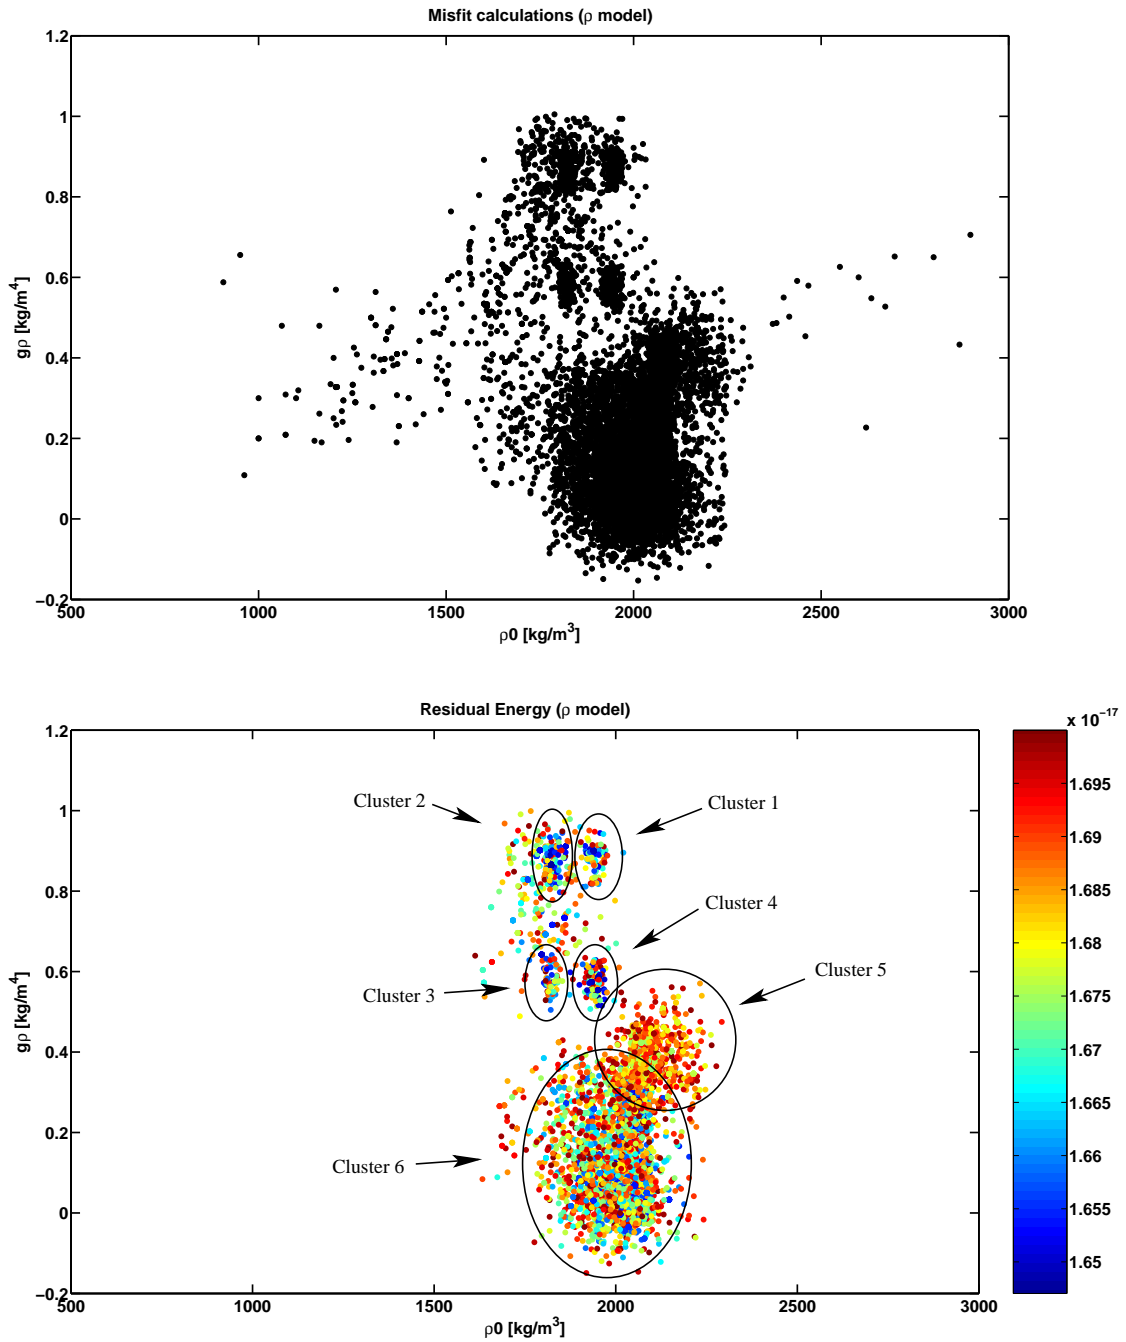 Misfit calculations (ρ model)
1.2
1
0.8
0.6
0.4
0.2
0
−0.2
gρ [kg/m⁴]
500
1000
1500
2000
2500
3000
ρ0 [kg/m³]
Residual Energy (ρ model)
x 10⁻¹⁷
1.2
1
0.8
0.6
0.4
0.2
0
−0.2
gρ [kg/m⁴]
Cluster 2
Cluster 1
Cluster 4
Cluster 5
Cluster 3
Cluster 6
500
1000
1500
2000
2500
3000
ρ0 [kg/m³]
1.695
1.69
1.685
1.68
1.675
1.67
1.665
1.66
1.655
1.65